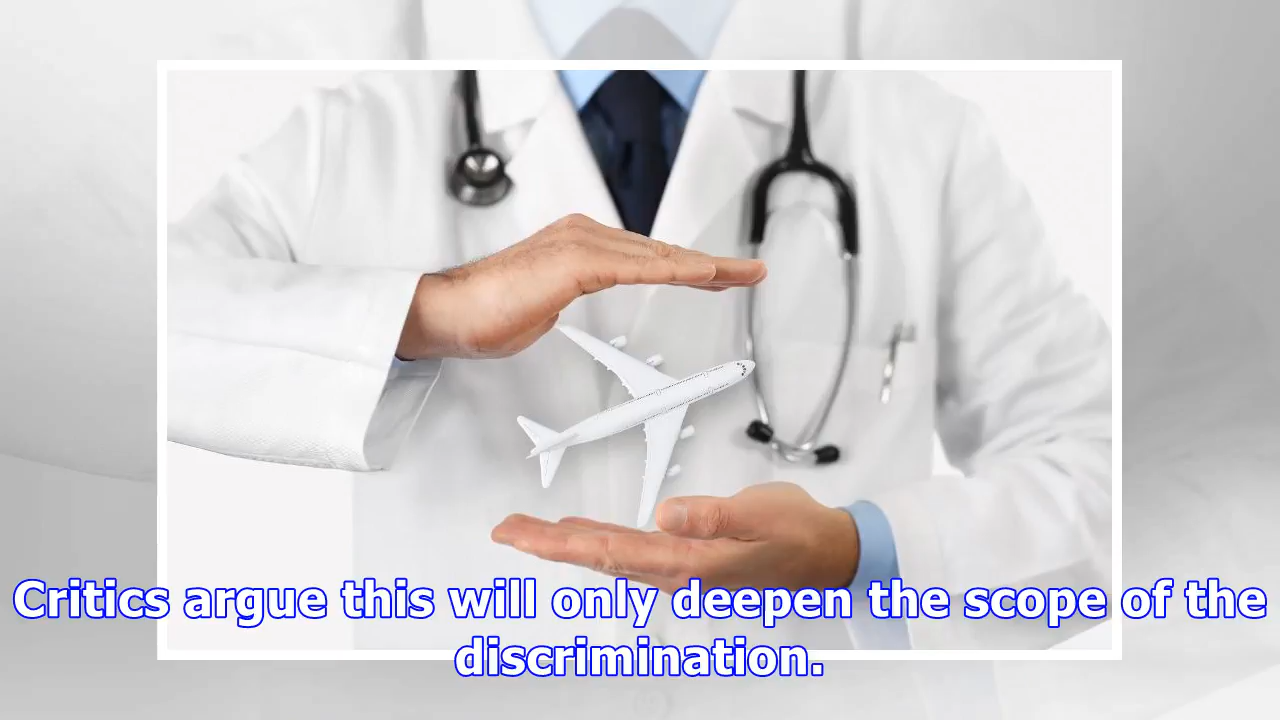 Critics argue this will only deepen the scope of the
discrimination.